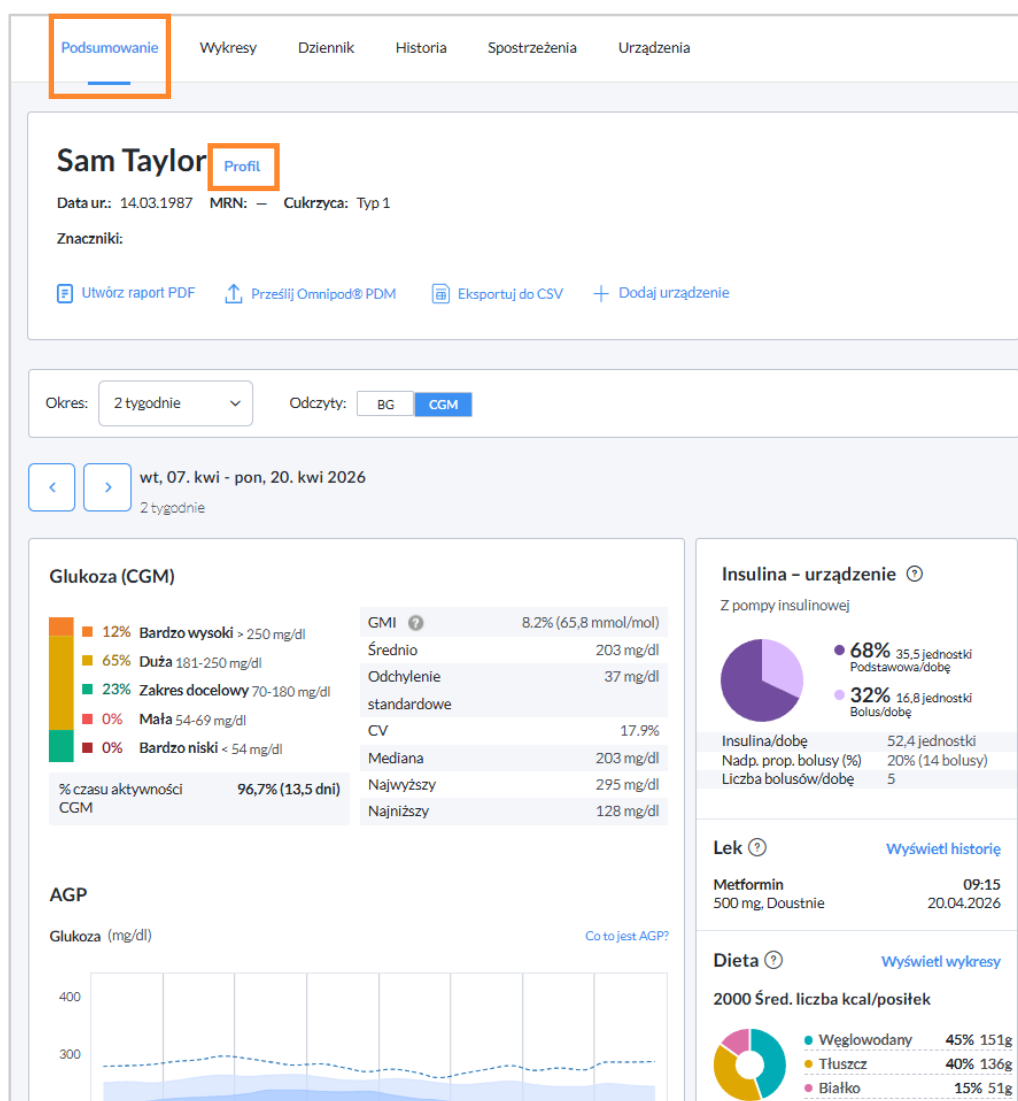 Podsumowanie Wykresy Dziennik Historia Spostrzeżenia Urządzenia
Sam Taylor Profil
Data ur.: 14.03.1987 MRN: — Cukrzyca: Typ 1
Znaczniki:
Utwórz raport PDF Prześlij Omnipod® PDM Eksportuj do CSV + Dodaj urządzenie
Okres: 2 tygodnie Odczyty: BG CGM
wt, 07. kwi - pon, 20. kwi 2026
2 tygodnie
Glukoza (CGM)
12% Bardzo wysoki > 250 mg/dl
65% Duża 181-250 mg/dl
23% Zakres docelowy 70-180 mg/dl
0% Mała 54-69 mg/dl
0% Bardzo niski < 54 mg/dl
% czasu aktywności CGM 96,7% (13,5 dni)
GMI ? 8.2% (65,8 mmol/mol)
Średnio 203 mg/dl
Odchylenie standardowe 37 mg/dl
CV 17.9%
Mediana 203 mg/dl
Najwyższy 295 mg/dl
Najniższy 128 mg/dl
AGP
Glukoza (mg/dl) Co to jest AGP?
400
300
Insulina – urządzenie ?
Z pompy insulinowej
68% 35,5 jednostki
Podstawowa/dobę
32% 16,8 jednostki
Bolus/dobę
Insulina/dobę 52,4 jednostki
Nadp. prop. bolusy (%) 20% (14 bolusy)
Liczba bolusów/dobę 5
Lek ? Wyświetl historię
Metformin 09:15
500 mg, Doustnie 20.04.2026
Dieta ? Wyświetl wykresy
2000 Śred. liczba kcal/posiłek
Węglowodany 45% 151g
Tłuszcz 40% 136g
Białko 15% 51g